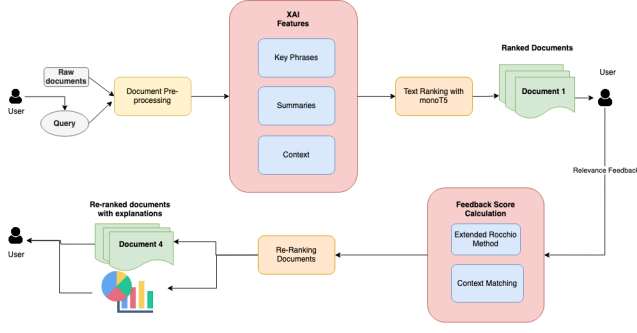 XAI
Features
Key Phrases
Summaries
Context
Raw
documents
User
Query
Document Pre-
processing
Text Ranking with
monoT5
Ranked Documents
Document 1
User
Relevance Feedback
Feedback Score
Calculation
Extended Rocchio
Method
Context Matching
Re-Ranking
Documents
Re-ranked documents
with explanations
Document 4
User